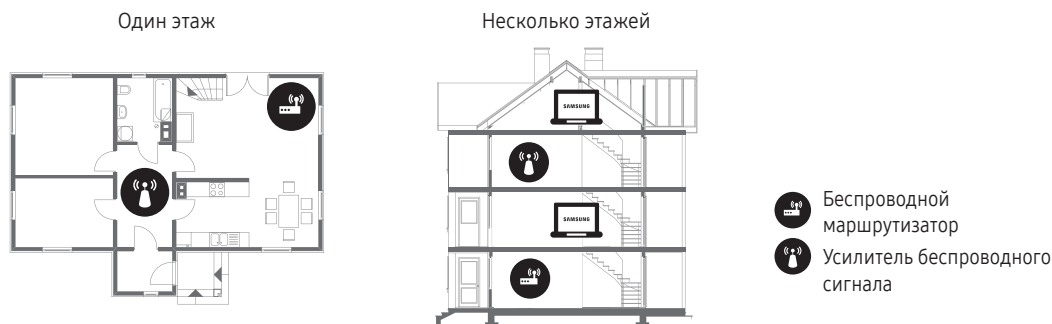 Один этаж
Несколько этажей
SAMSUNG
SAMSUNG
Беспроводной
маршрутизатор
Усилитель беспроводного
сигнала